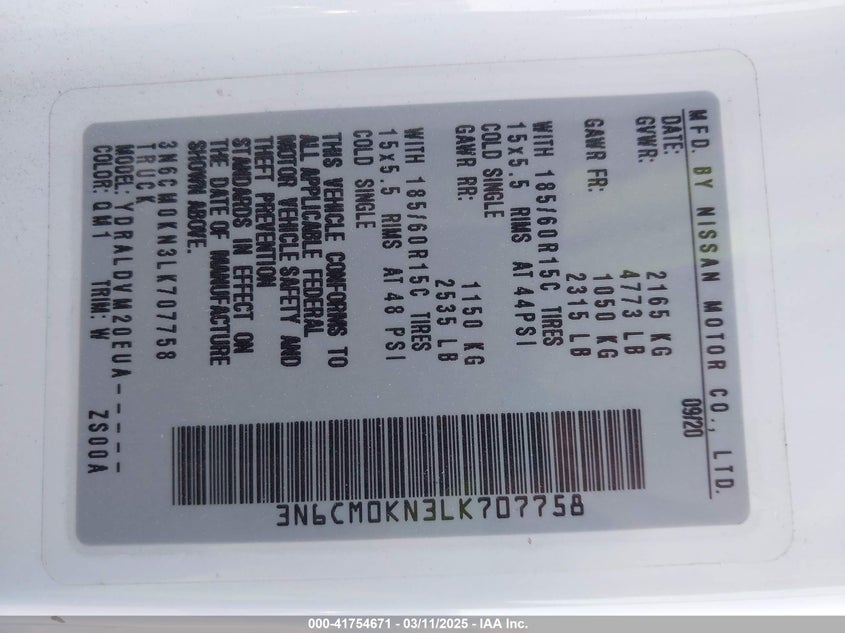 MFD. BY NISSAN MOTOR CO., LTD.
DATE: 09/20
GVWR: 2165 KG
4773 LB
GAWR FR: 1050 KG
2315 LB
WITH 185/60R15C TIRES
15x5.5 RIMS AT 44PSI
COLD SINGLE
GAWR RR: 1150 KG
2535 LB
WITH 185/60R15C TIRES
15x5.5 RIMS AT 48 PSI
COLD SINGLE
THIS VEHICLE CONFORMS TO
ALL APPLICABLE FEDERAL
MOTOR VEHICLE SAFETY AND
THEFT PREVENTION
STANDARDS IN EFFECT ON
THE DATE OF MANUFACTURE
SHOWN ABOVE.
3N6CM0KN3LK707758
TRUCK
MODEL: YDRALDYM20EUA-----
COLOR: QM1 TRIM: W ZS00A
3N6CM0KN3LK707758
000-41754671 - 03/11/2025 - IAA Inc.